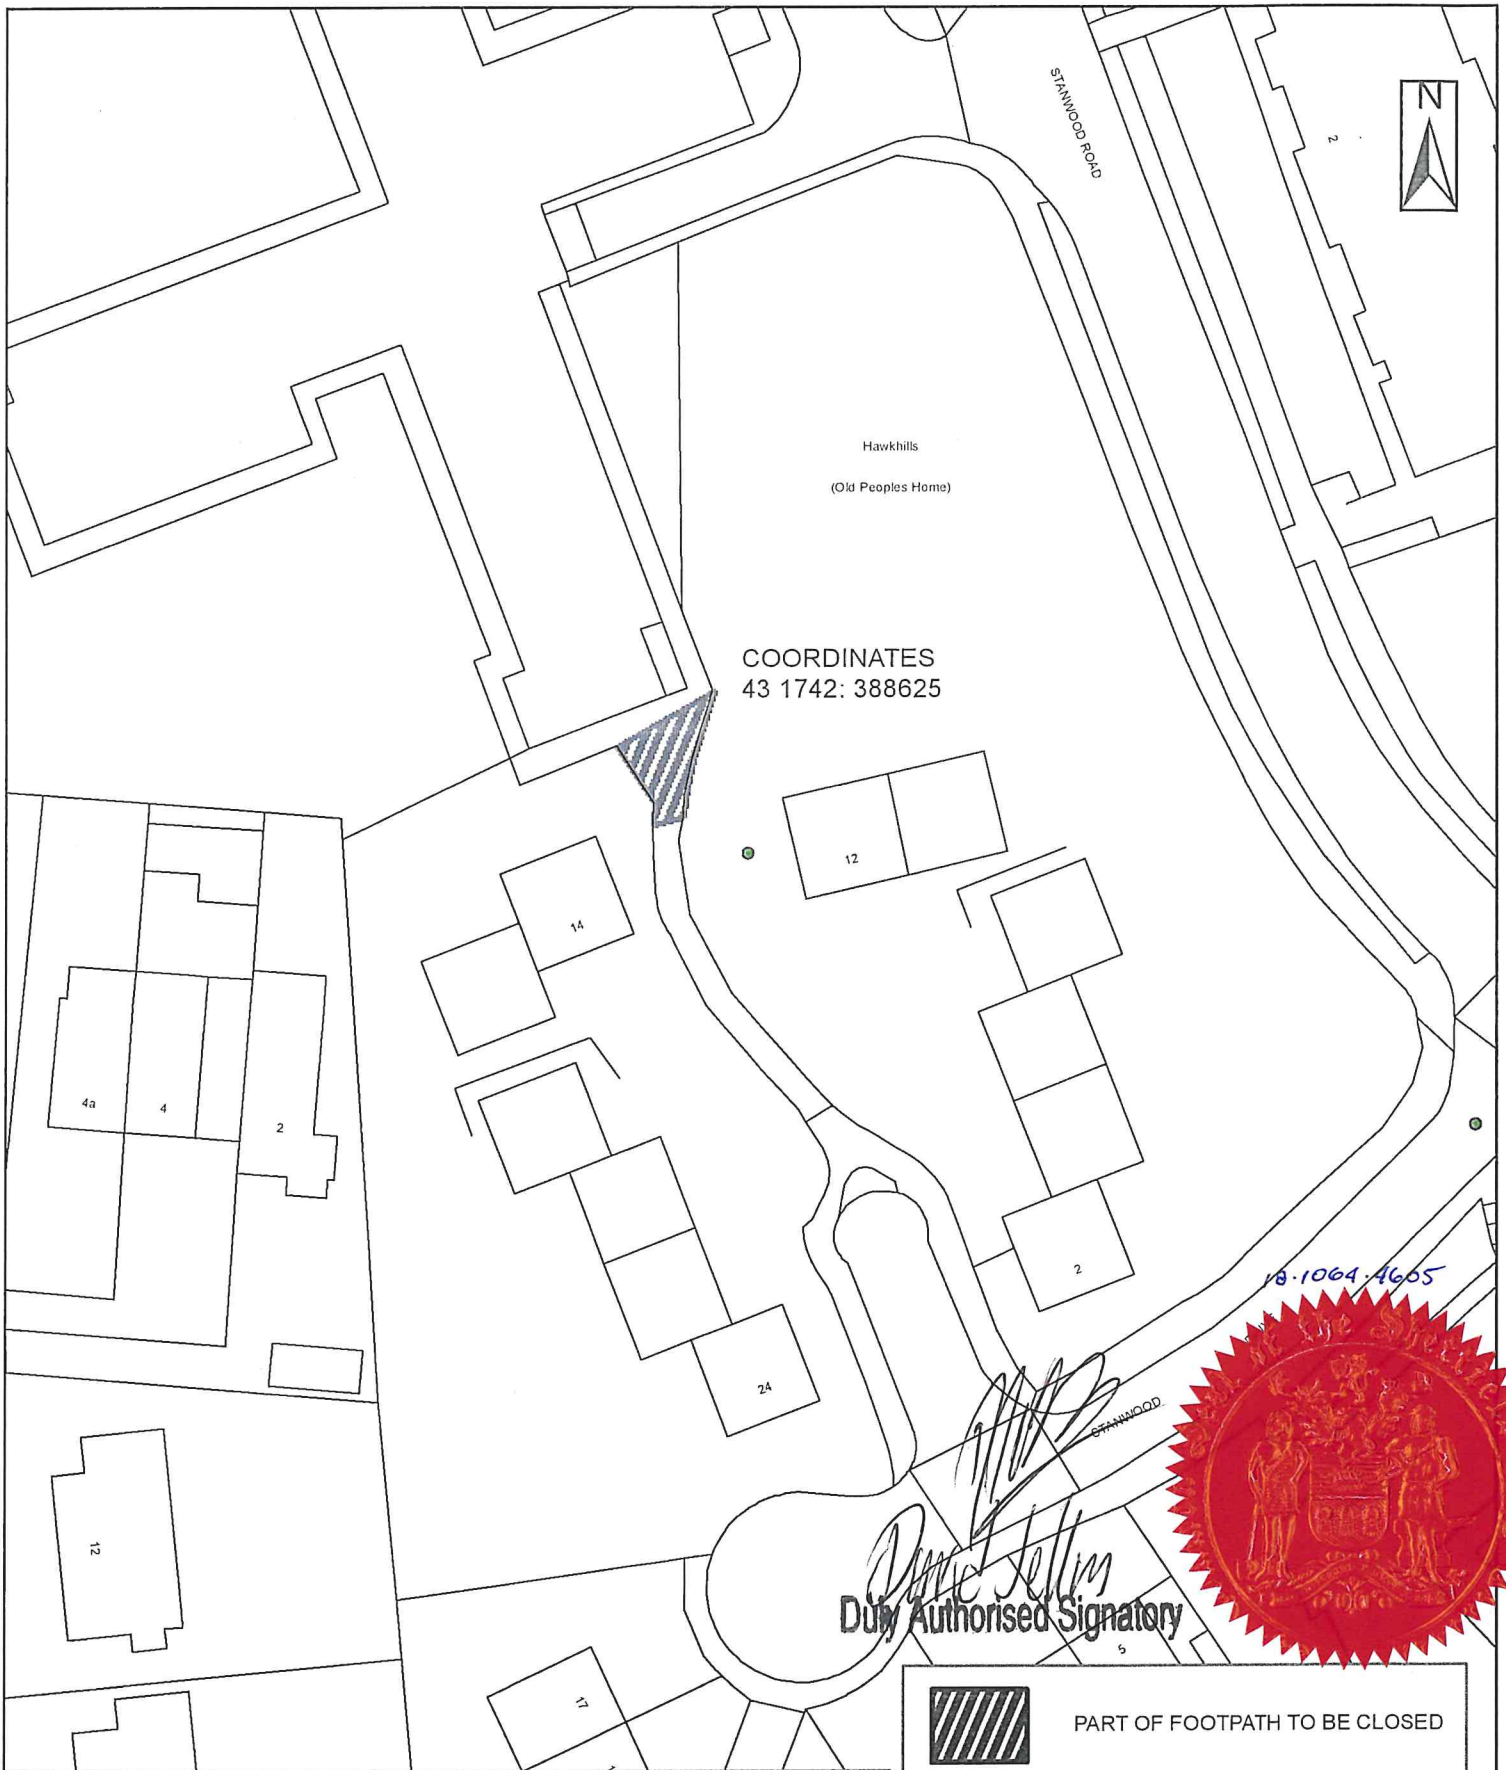 STANWOOD ROAD
N
2
Hawkhills
(Old Peoples Home)
COORDINATES
43 1742: 388625
12
14
4a
4
2
2
24
18.1064.4605
STANWOOD
12
Duly Authorised Signatory
5
17
PART OF FOOTPATH TO BE CLOSED